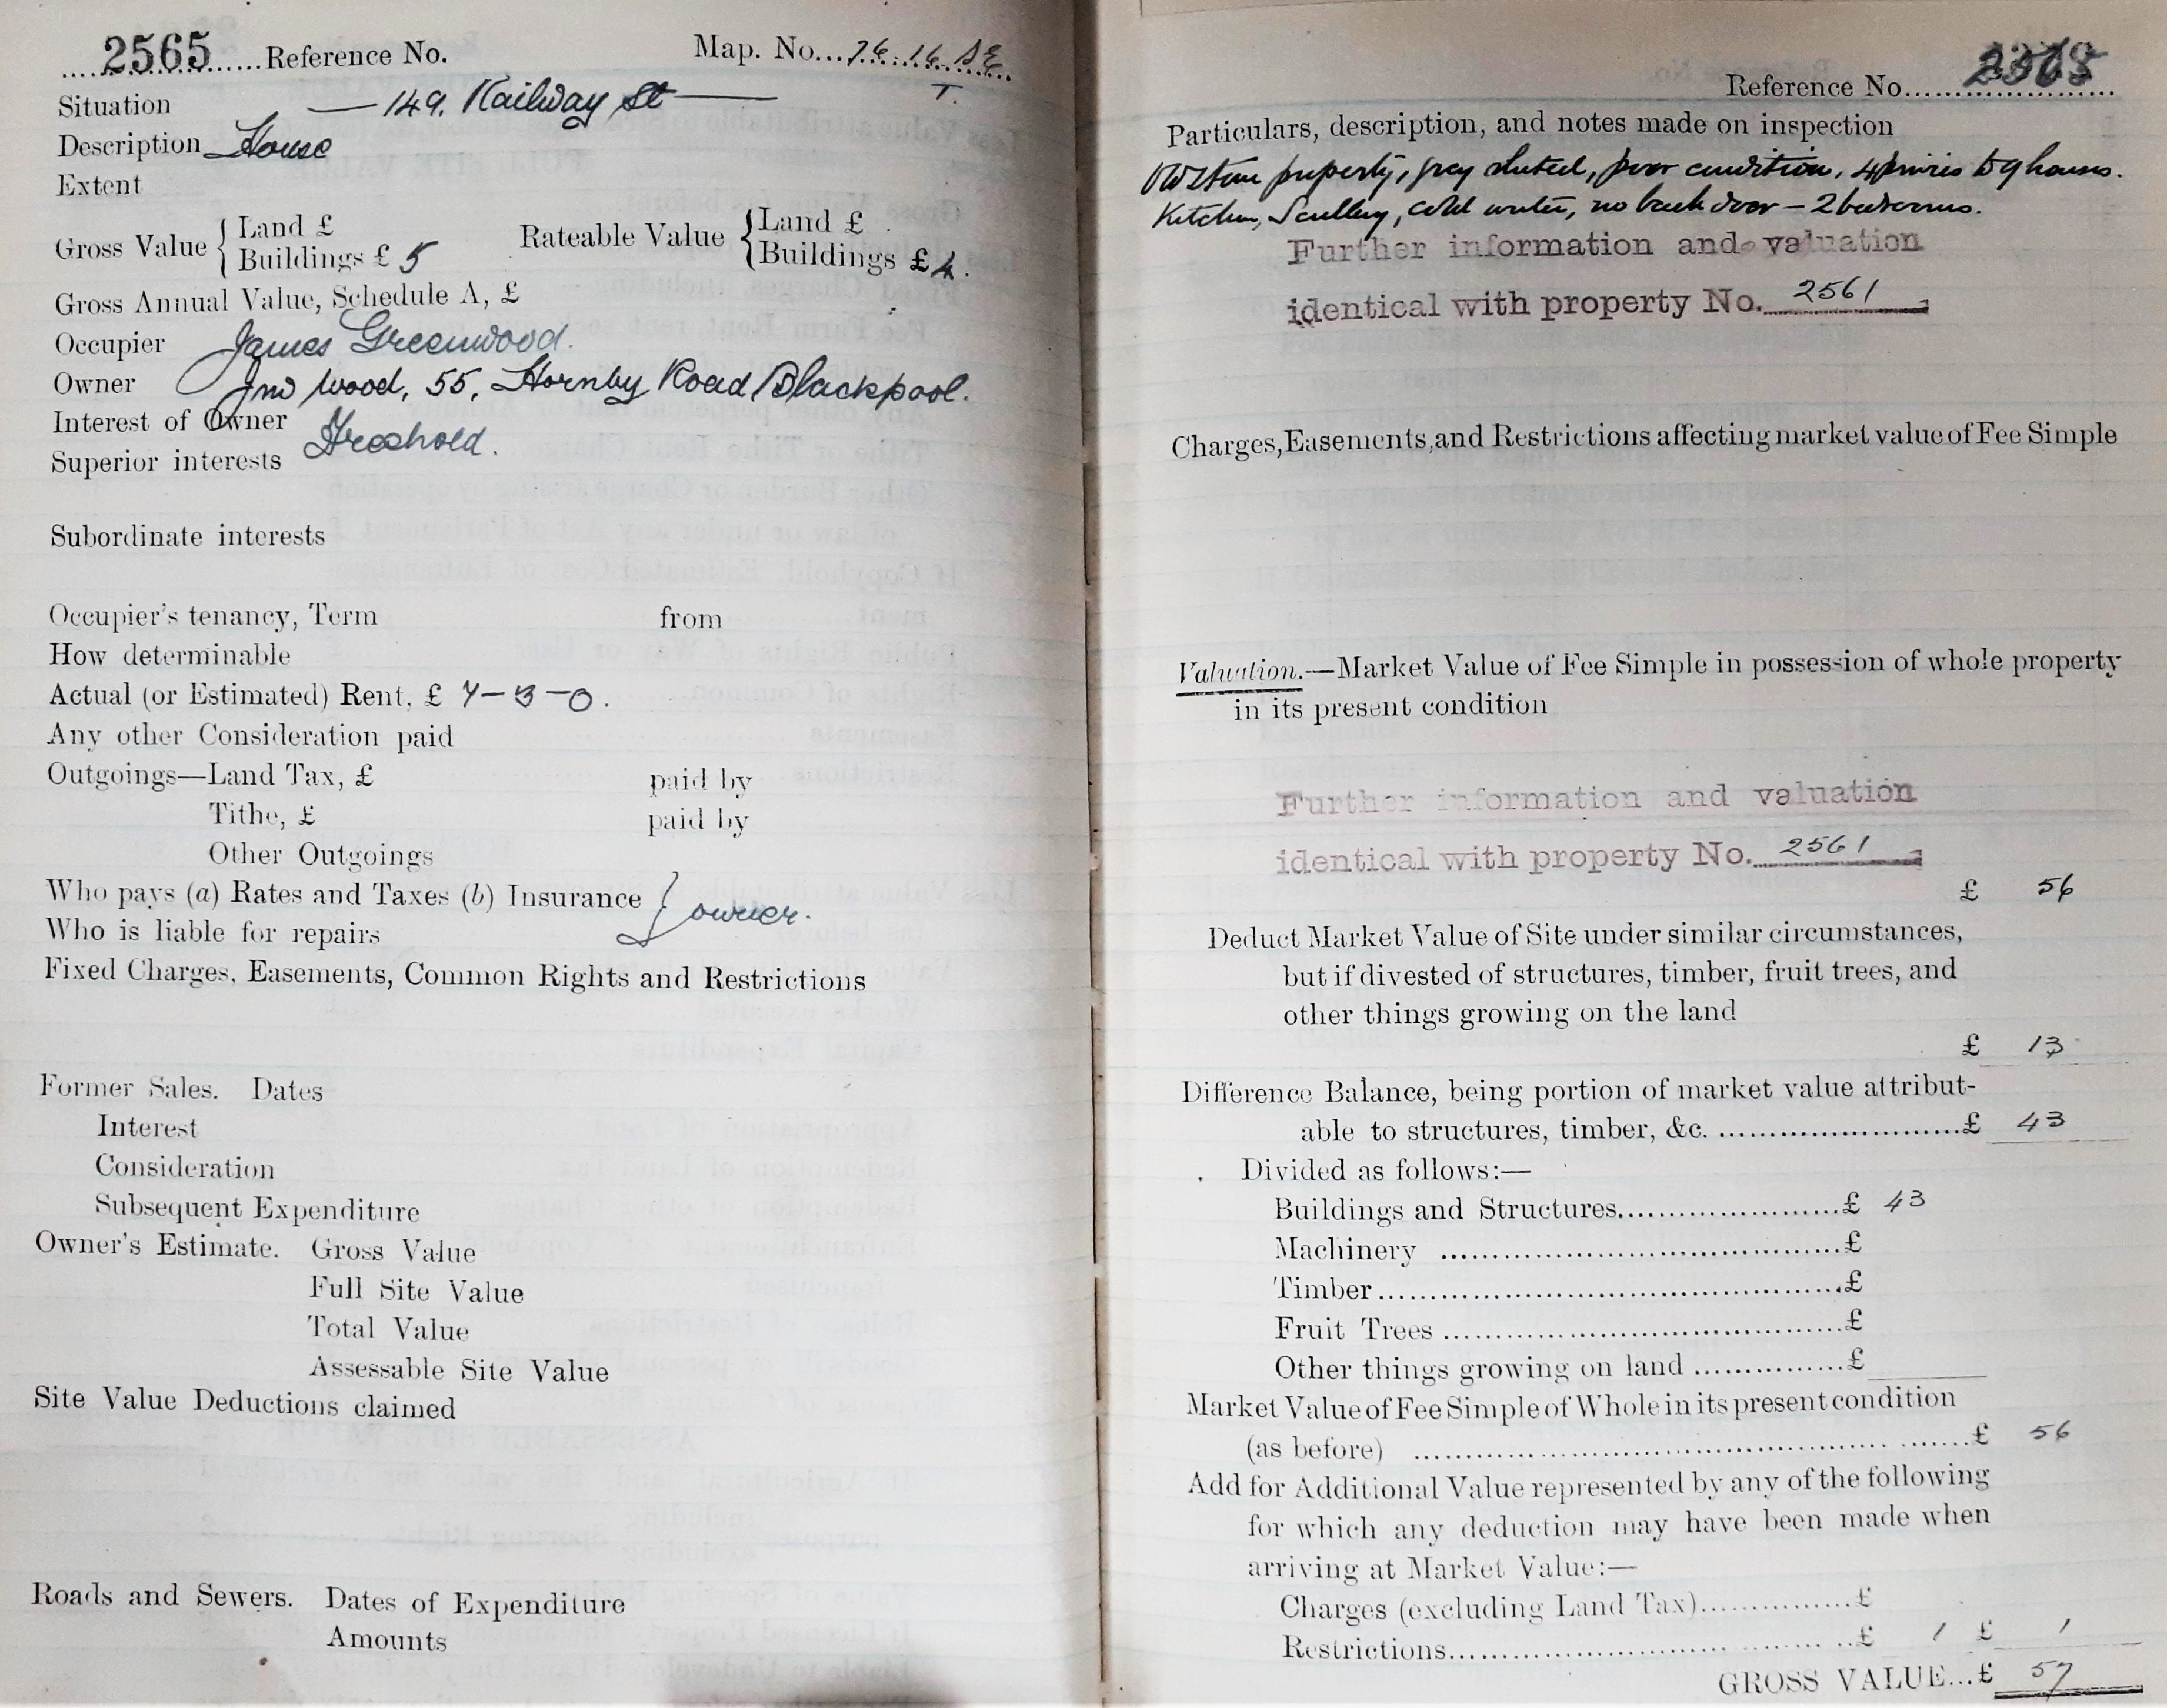 2565 Reference No. Map. No. 76.16 SE
T.
Situation — 149, Railway St —
Description House
Extent
Gross Value { Land £
Buildings £ 5
Rateable Value { Land £
Buildings £ 4.
Gross Annual Value, Schedule A, £
Occupier James Greenwood.
Owner Jno Wood, 55, Hornby Road Blackpool.
Interest of Owner Freehold.
Superior interests
Subordinate interests
Occupier's tenancy, Term from
How determinable
Actual (or Estimated) Rent, £ 7-3-0.
Any other Consideration paid
Outgoings—Land Tax, £ paid by
Tithe, £ paid by
Other Outgoings
Who pays (a) Rates and Taxes (b) Insurance } owner.
Who is liable for repairs
Fixed Charges, Easements, Common Rights and Restrictions
Former Sales. Dates
Interest
Consideration
Subsequent Expenditure
Owner's Estimate. Gross Value
Full Site Value
Total Value
Assessable Site Value
Site Value Deductions claimed
Roads and Sewers. Dates of Expenditure
Amounts
Reference No. 2565
Particulars, description, and notes made on inspection
Old stone property, grey slated, poor condition, 4 privies to 9 houses.
Kitchen, Scullery, cold water, no back door – 2 bedrooms.
Further information and valuation
identical with property No. 2561
Charges, Easements, and Restrictions affecting market value of Fee Simple
Valuation.—Market Value of Fee Simple in possession of whole property
in its present condition
Further information and valuation
identical with property No. 2561
£ 56
Deduct Market Value of Site under similar circumstances,
but if divested of structures, timber, fruit trees, and
other things growing on the land
£ 13
Difference Balance, being portion of market value attribut-
able to structures, timber, &c. £ 43
Divided as follows:—
Buildings and Structures £ 43
Machinery £
Timber £
Fruit Trees £
Other things growing on land £
Market Value of Fee Simple of Whole in its present condition
(as before) £ 56
Add for Additional Value represented by any of the following
for which any deduction may have been made when
arriving at Market Value:—
Charges (excluding Land Tax) £
Restrictions £ 1 £ 1
GROSS VALUE... £ 57